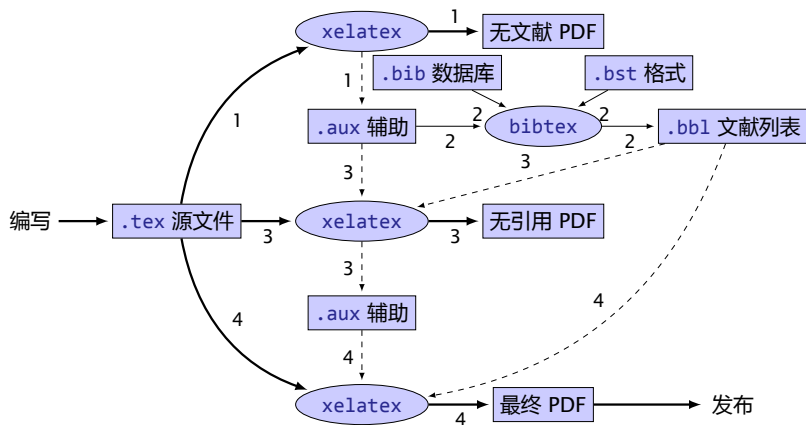 xelatex 1 无文献 PDF
1 .bib 数据库 .bst 格式
1 .aux 辅助 2 2 bibtex 2 2 .bbl 文献列表
3 3
编写 .tex 源文件 3 xelatex 3 无引用 PDF
3
.aux 辅助
4 4 4
xelatex 4 最终 PDF 发布